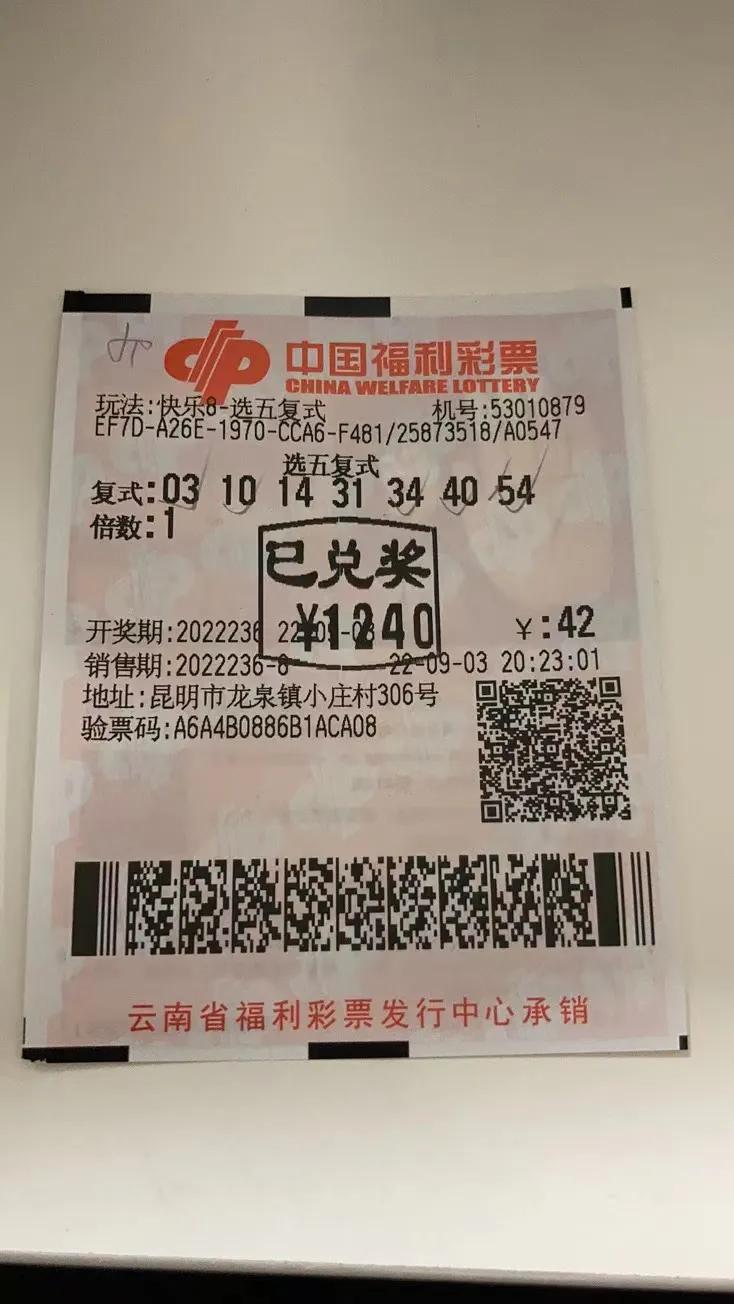 中国福利彩票
CHINA WELFARE LOTTERY
玩法:快乐8-选五复式 机号:53010879
EF7D-A26E-1970-CCA6-F481/25873518/A0547
选五复式
复式:03 10 14 31 34 40 54
倍数:1
已兑奖
¥1240
开奖期:2022236 22-09-03 ¥:42
销售期:2022236-8 22-09-03 20:23:01
地址:昆明市龙泉镇小庄村306号
验票码:A6A4B0886B1ACA08
云南省福利彩票发行中心承销